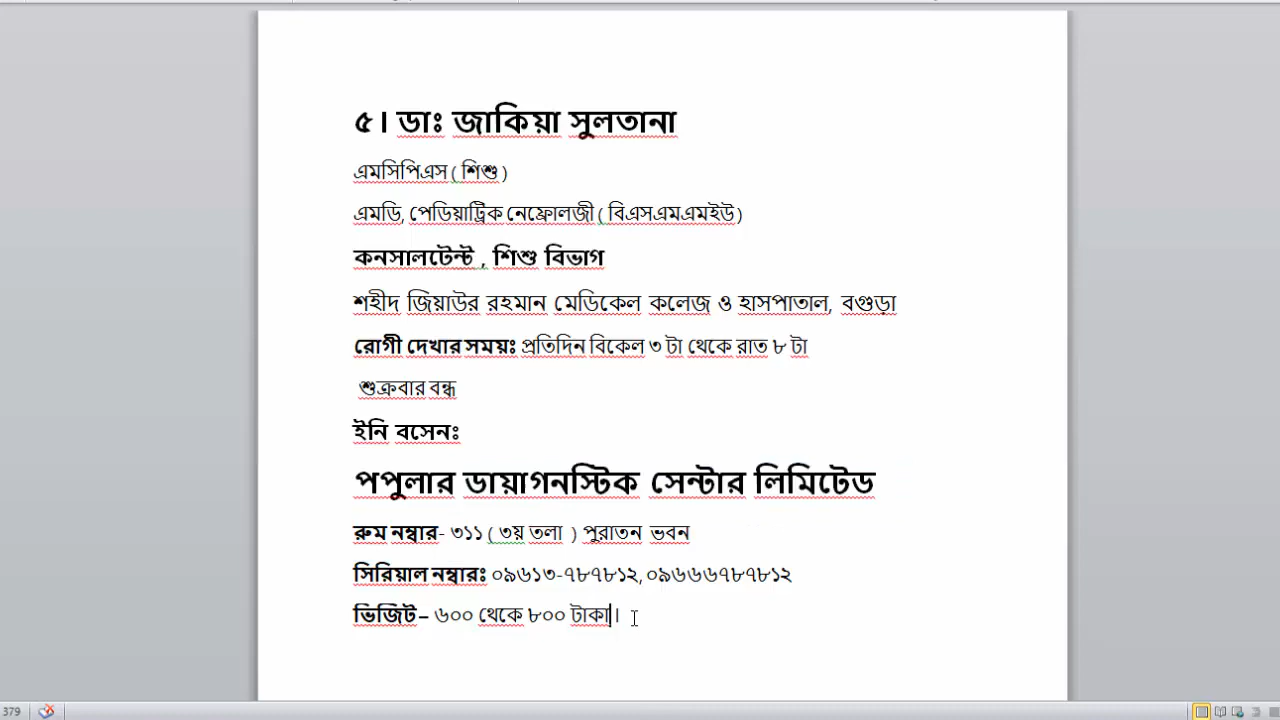 ৫। ডাঃ জাকিয়া সুলতানা
এমসিপিএস ( শিশু )
এমডি, পেডিয়াট্রিক নেফ্রোলজী ( বিএসএমএমইউ )
কনসালটেন্ট , শিশু বিভাগ
শহীদ জিয়াউর রহমান মেডিকেল কলেজ ও হাসপাতাল, বগুড়া
রোগী দেখার সময়ঃ প্রতিদিন বিকেল ৩ টা থেকে রাত ৮ টা
শুক্রবার বন্ধ
ইনি বসেনঃ
পপুলার ডায়াগনস্টিক সেন্টার লিমিটেড
রুম নম্বার- ৩১১ ( ৩য় তলা ) পুরাতন ভবন
সিরিয়াল নম্বারঃ ০৯৬১৩-৭৮৭৮১২, ০৯৬৬৬৭৮৭৮১২
ভিজিট– ৬০০ থেকে ৮০০ টাকা।
379